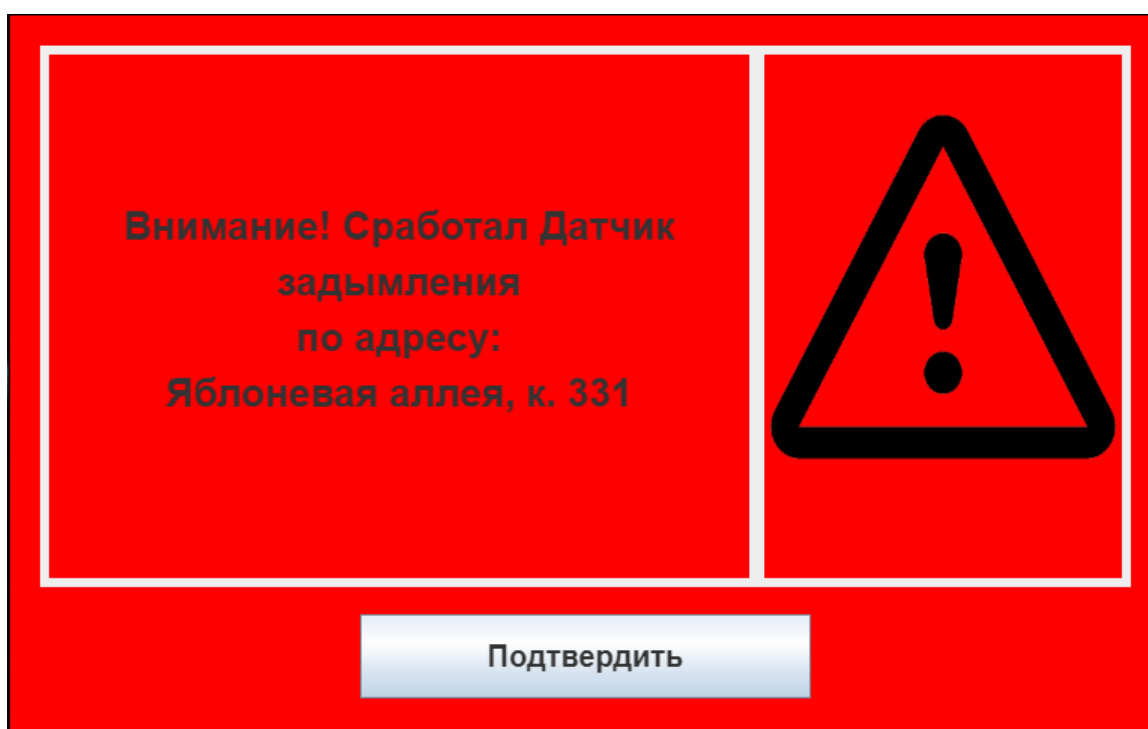 Внимание! Сработал Датчик
задымления
по адресу:
Яблоневая аллея, к. 331
Подтвердить